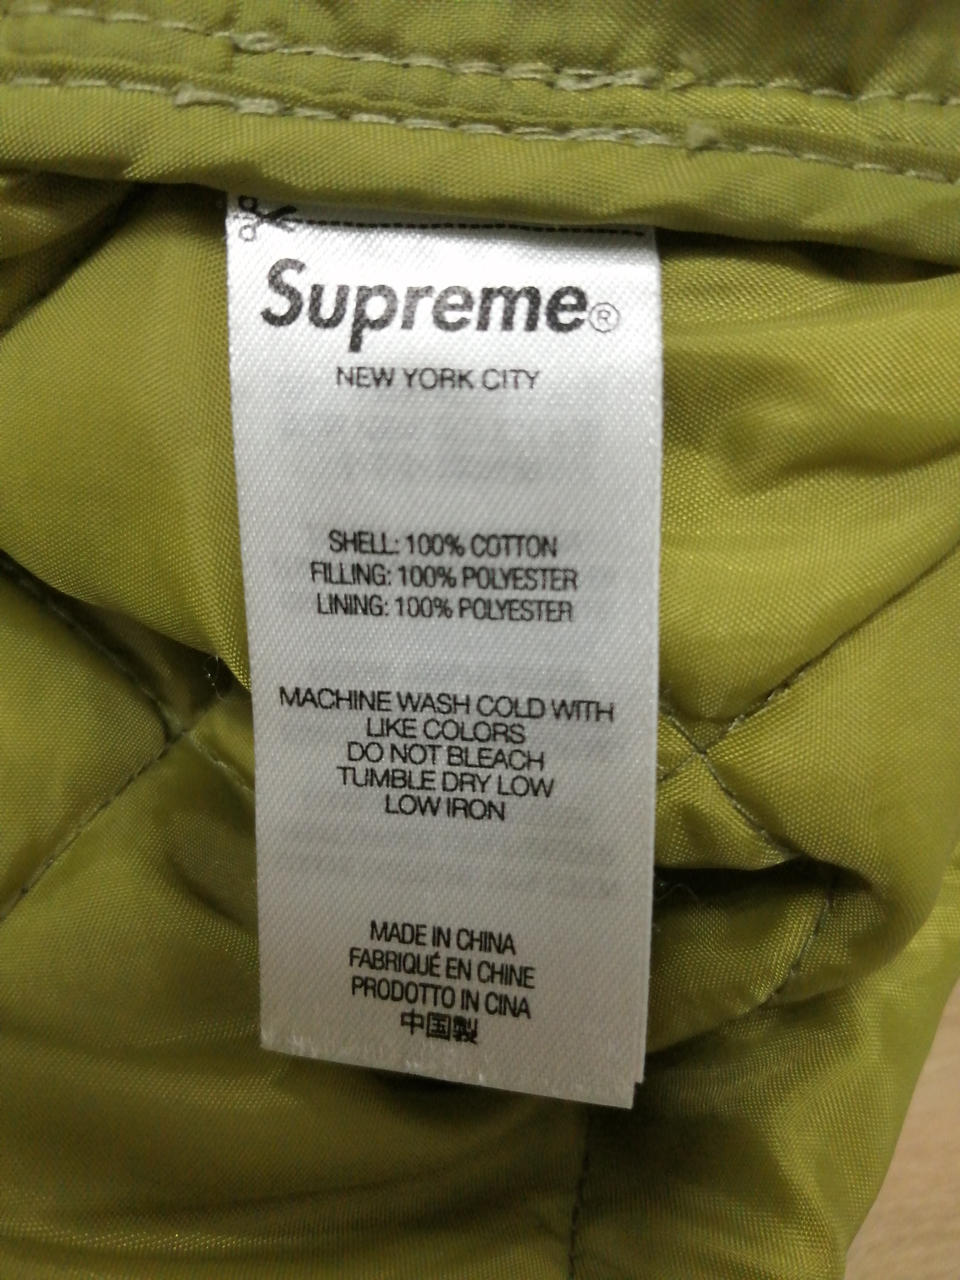 Supreme®
NEW YORK CITY
SHELL: 100% COTTON
FILLING: 100% POLYESTER
LINING: 100% POLYESTER
MACHINE WASH COLD WITH
LIKE COLORS
DO NOT BLEACH
TUMBLE DRY LOW
LOW IRON
MADE IN CHINA
FABRIQUÉ EN CHINE
PRODOTTO IN CINA
中国製